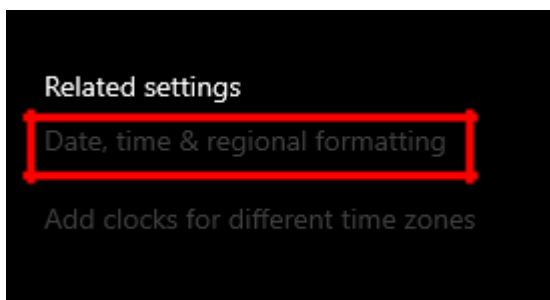 Related settings
Date, time & regional formatting
Add clocks for different time zones